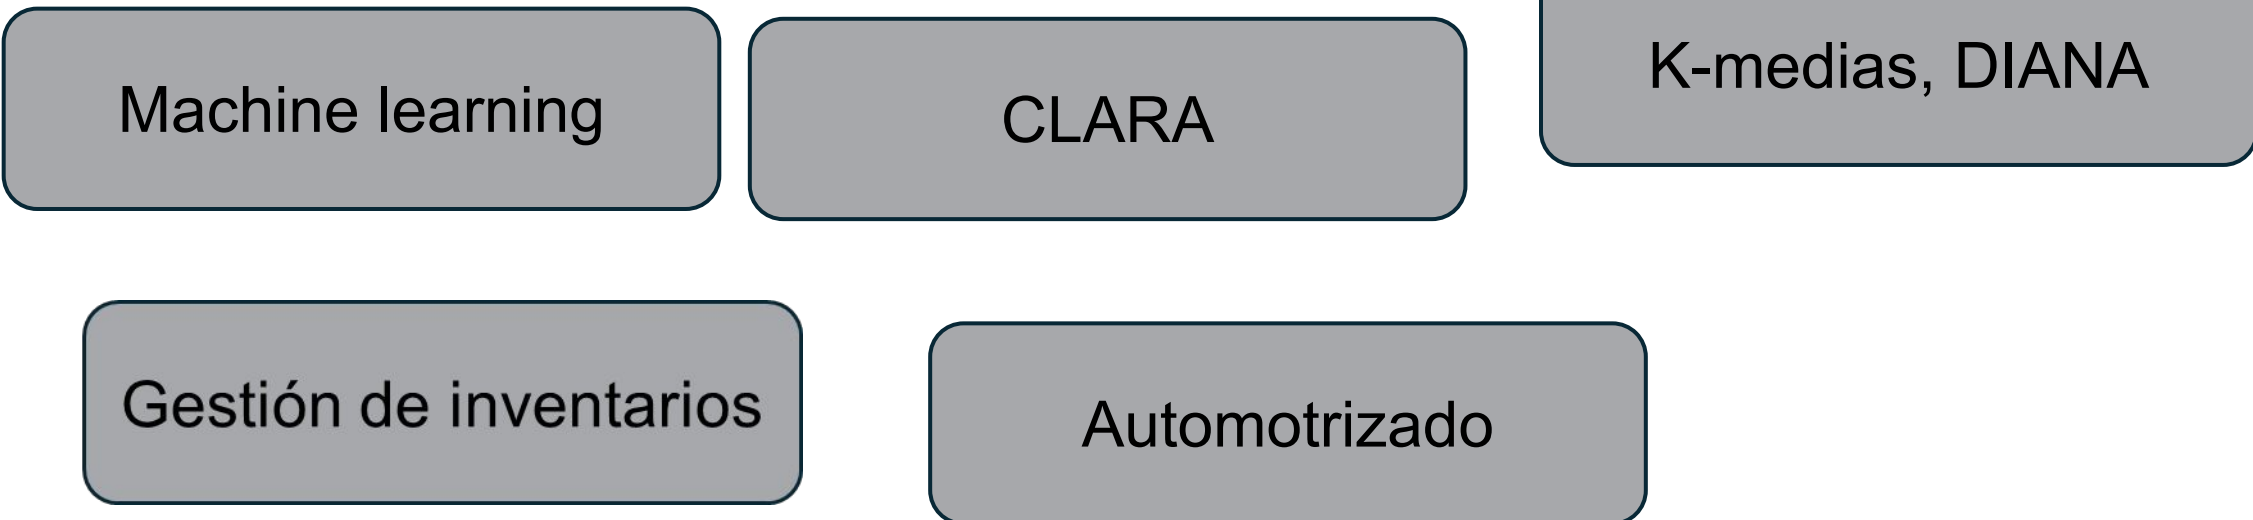 Machine learning
CLARA
K-medias, DIANA
Gestión de inventarios
Automotrizado